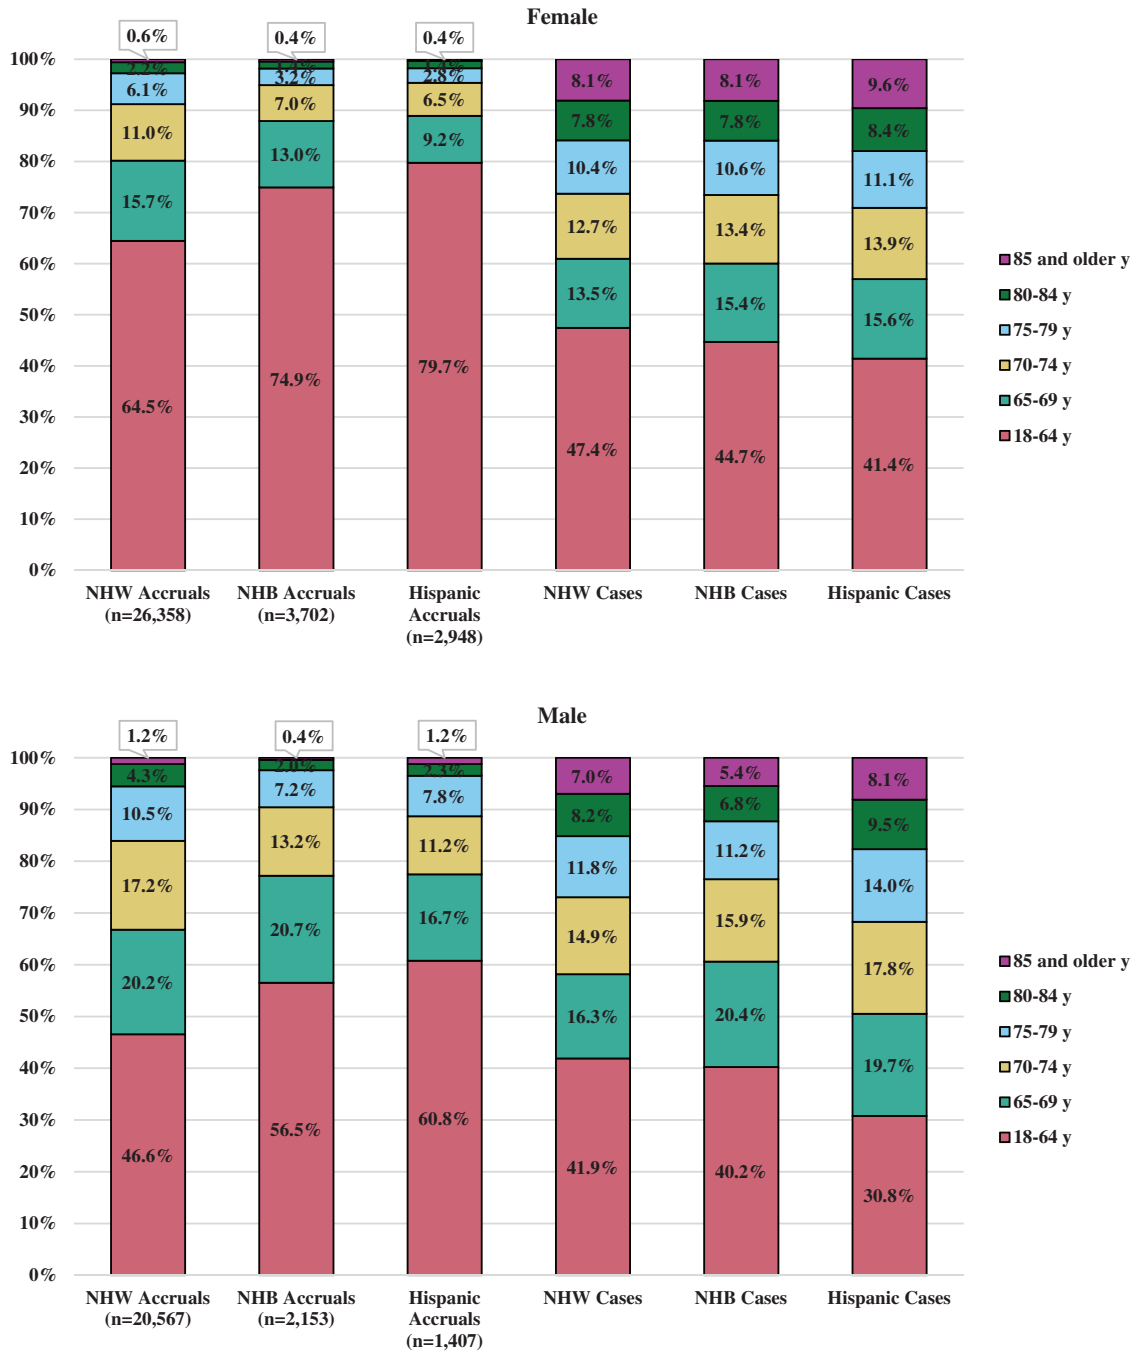 Female
0.6%
0.4%
0.4%
100%
90%
80%
70%
60%
50%
40%
30%
20%
10%
0%
2.2%
6.1%
11.0%
15.7%
64.5%
3.2%
7.0%
13.0%
74.9%
2.8%
6.5%
9.2%
79.7%
8.1%
7.8%
10.4%
12.7%
13.5%
47.4%
8.1%
7.8%
10.6%
13.4%
15.4%
44.7%
9.6%
8.4%
11.1%
13.9%
15.6%
41.4%
85 and older y
80-84 y
75-79 y
70-74 y
65-69 y
18-64 y
NHW Accruals
(n=26,358)
NHB Accruals
(n=3,702)
Hispanic
Accruals
(n=2,948)
NHW Cases
NHB Cases
Hispanic Cases
Male
1.2%
0.4%
1.2%
100%
90%
80%
70%
60%
50%
40%
30%
20%
10%
0%
4.3%
10.5%
17.2%
20.2%
46.6%
2.0%
7.2%
13.2%
20.7%
56.5%
2.3%
7.8%
11.2%
16.7%
60.8%
7.0%
8.2%
11.8%
14.9%
16.3%
41.9%
5.4%
6.8%
11.2%
15.9%
20.4%
40.2%
8.1%
9.5%
14.0%
17.8%
19.7%
30.8%
85 and older y
80-84 y
75-79 y
70-74 y
65-69 y
18-64 y
NHW Accruals
(n=20,567)
NHB Accruals
(n=2,153)
Hispanic
Accruals
(n=1,407)
NHW Cases
NHB Cases
Hispanic Cases